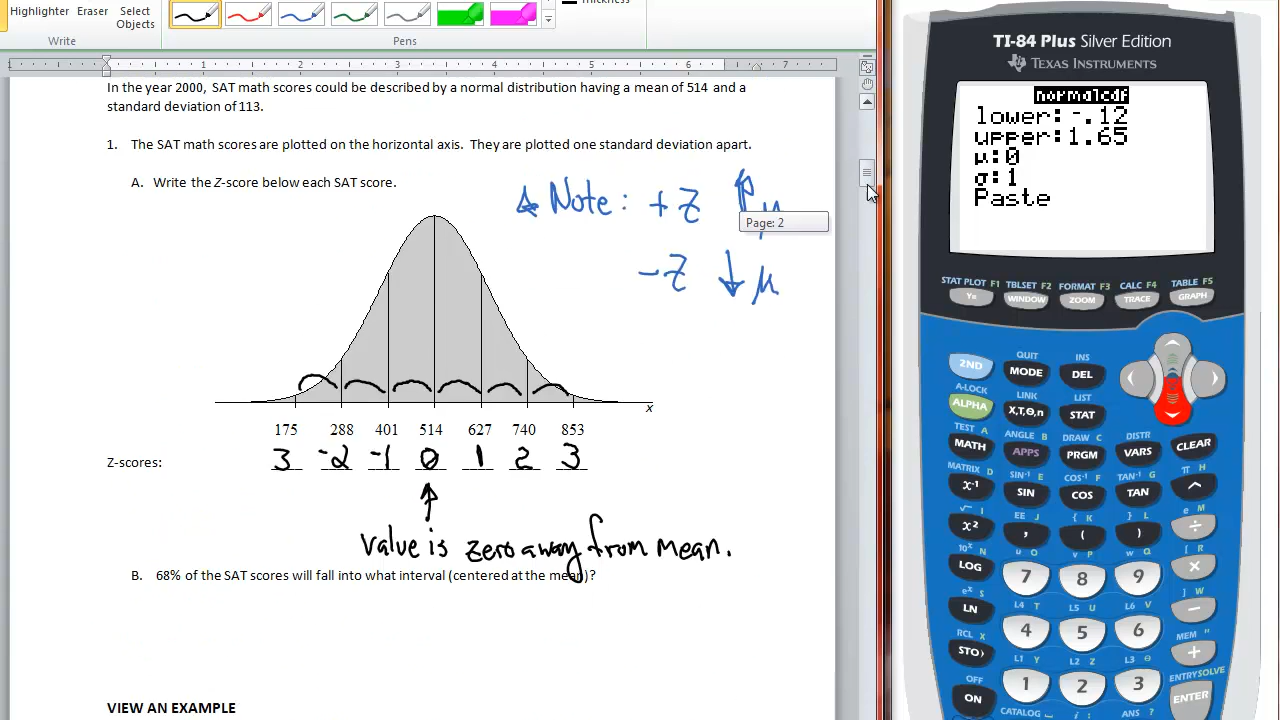 Highlighter Eraser Select Objects
Thickness
Write
Pens
1 2 3 4 5 6 7
In the year 2000, SAT math scores could be described by a normal distribution having a mean of 514 and a
standard deviation of 113.
1. The SAT math scores are plotted on the horizontal axis. They are plotted one standard deviation apart.
A. Write the Z-score below each SAT score.
Note: +Z ↑ μ
Page: 2
-Z ↓ μ
x
175 288 401 514 627 740 853
Z-scores: 3 -2 -1 0 1 2 3
Value is zero away from mean.
B. 68% of the SAT scores will fall into what interval (centered at the mean)?
VIEW AN EXAMPLE
TI-84 Plus Silver Edition
TEXAS INSTRUMENTS
normalcdf
lower:-.12
upper:1.65
μ:0
σ:1
Paste
STAT PLOT F1 TBLSET F2 FORMAT F3 CALC F4 TABLE F5
Y= WINDOW ZOOM TRACE GRAPH
QUIT INS
2ND MODE DEL
A-LOCK LINK LIST
ALPHA X,T,Θ,n STAT
TEST A ANGLE B DRAW C DISTR
MATH APPS PRGM VARS CLEAR
MATRIX D SIN-1 E COS-1 F TAN-1 G π H
X-1 SIN COS TAN ^
√ I EE J { K } L e M
x2 , ( ) ÷
10x N u O v P w Q [ R
LOG 7 8 9 ×
ex S L4 T L5 U L6 V ] W
LN 4 5 6 −
RCL X L1 Y L2 Z L3 θ MEM "
STO› 1 2 3 +
OFF CATALOG i : ANS ? ENTRY SOLVE
ON ENTER